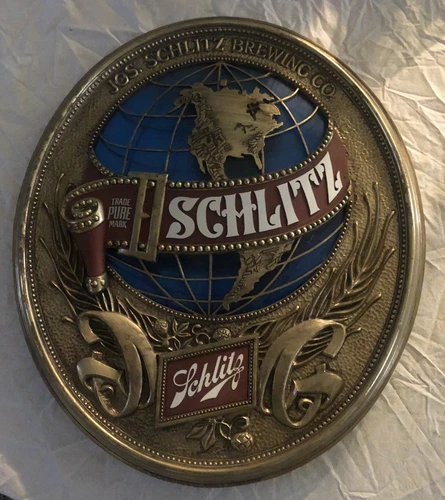 JOS. SCHLITZ BREWING CO.
TRADE
PURE
MARK
SCHLITZ
Schlitz